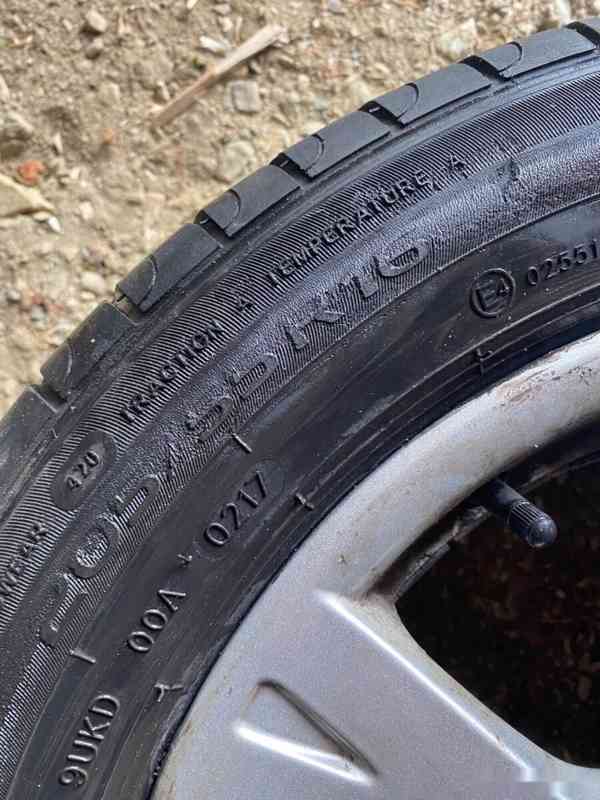 WEAR 420 TRACTION A TEMPERATURE A
205/55R16
9UKD 00A 0217
E4 02551